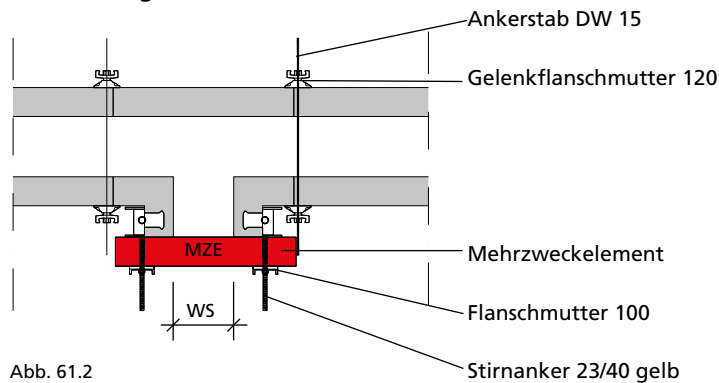 Ankerstab DW 15
Gelenkflanschmutter 120
MZE
Mehrzweckelement
WS
Flanschmutter 100
Abb. 61.2
Stirnanker 23/40 gelb